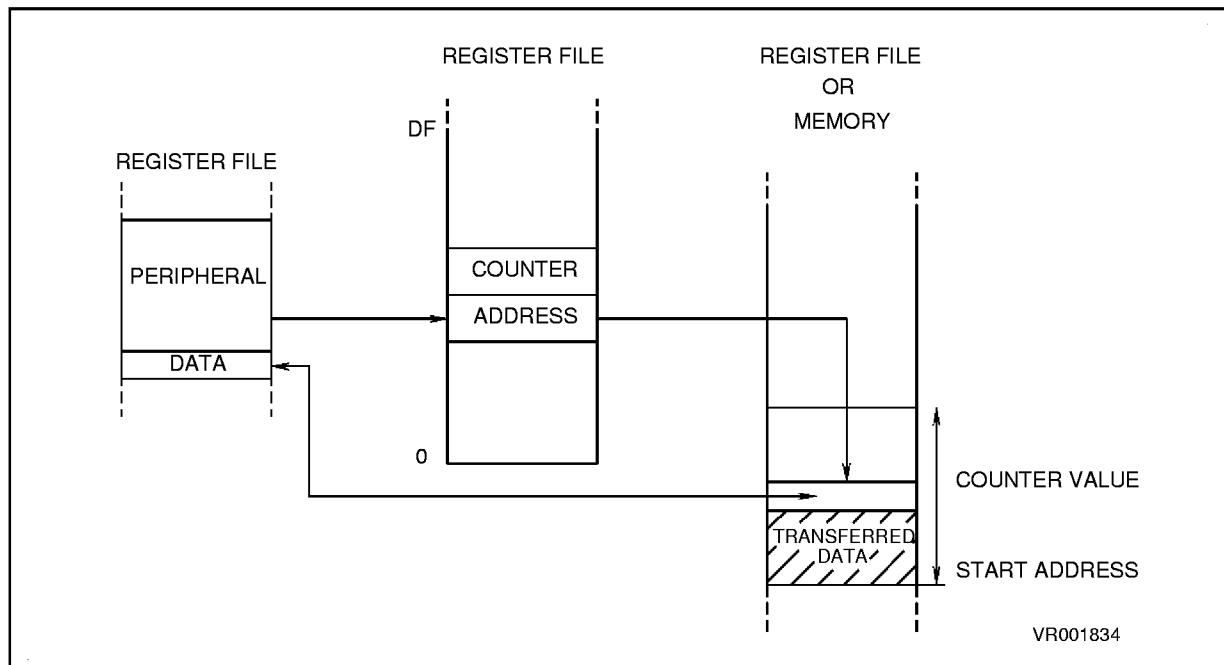 REGISTER FILE
REGISTER FILE
OR
MEMORY
DF
REGISTER FILE
PERIPHERAL
COUNTER
ADDRESS
DATA
0
COUNTER VALUE
TRANSFERRED
DATA
START ADDRESS
VR001834